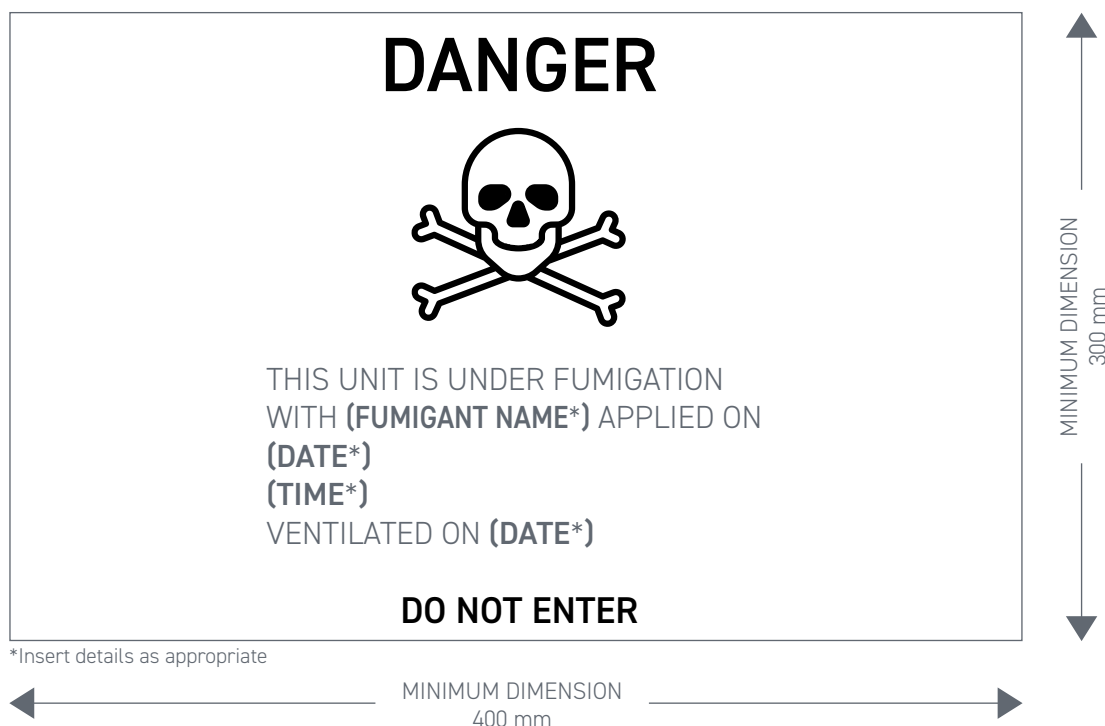 DANGER
THIS UNIT IS UNDER FUMIGATION
WITH (FUMIGANT NAME*) APPLIED ON
(DATE*)
(TIME*)
VENTILATED ON (DATE*)
DO NOT ENTER
*Insert details as appropriate
MINIMUM DIMENSION
400 mm
MINIMUM DIMENSION
300 mm